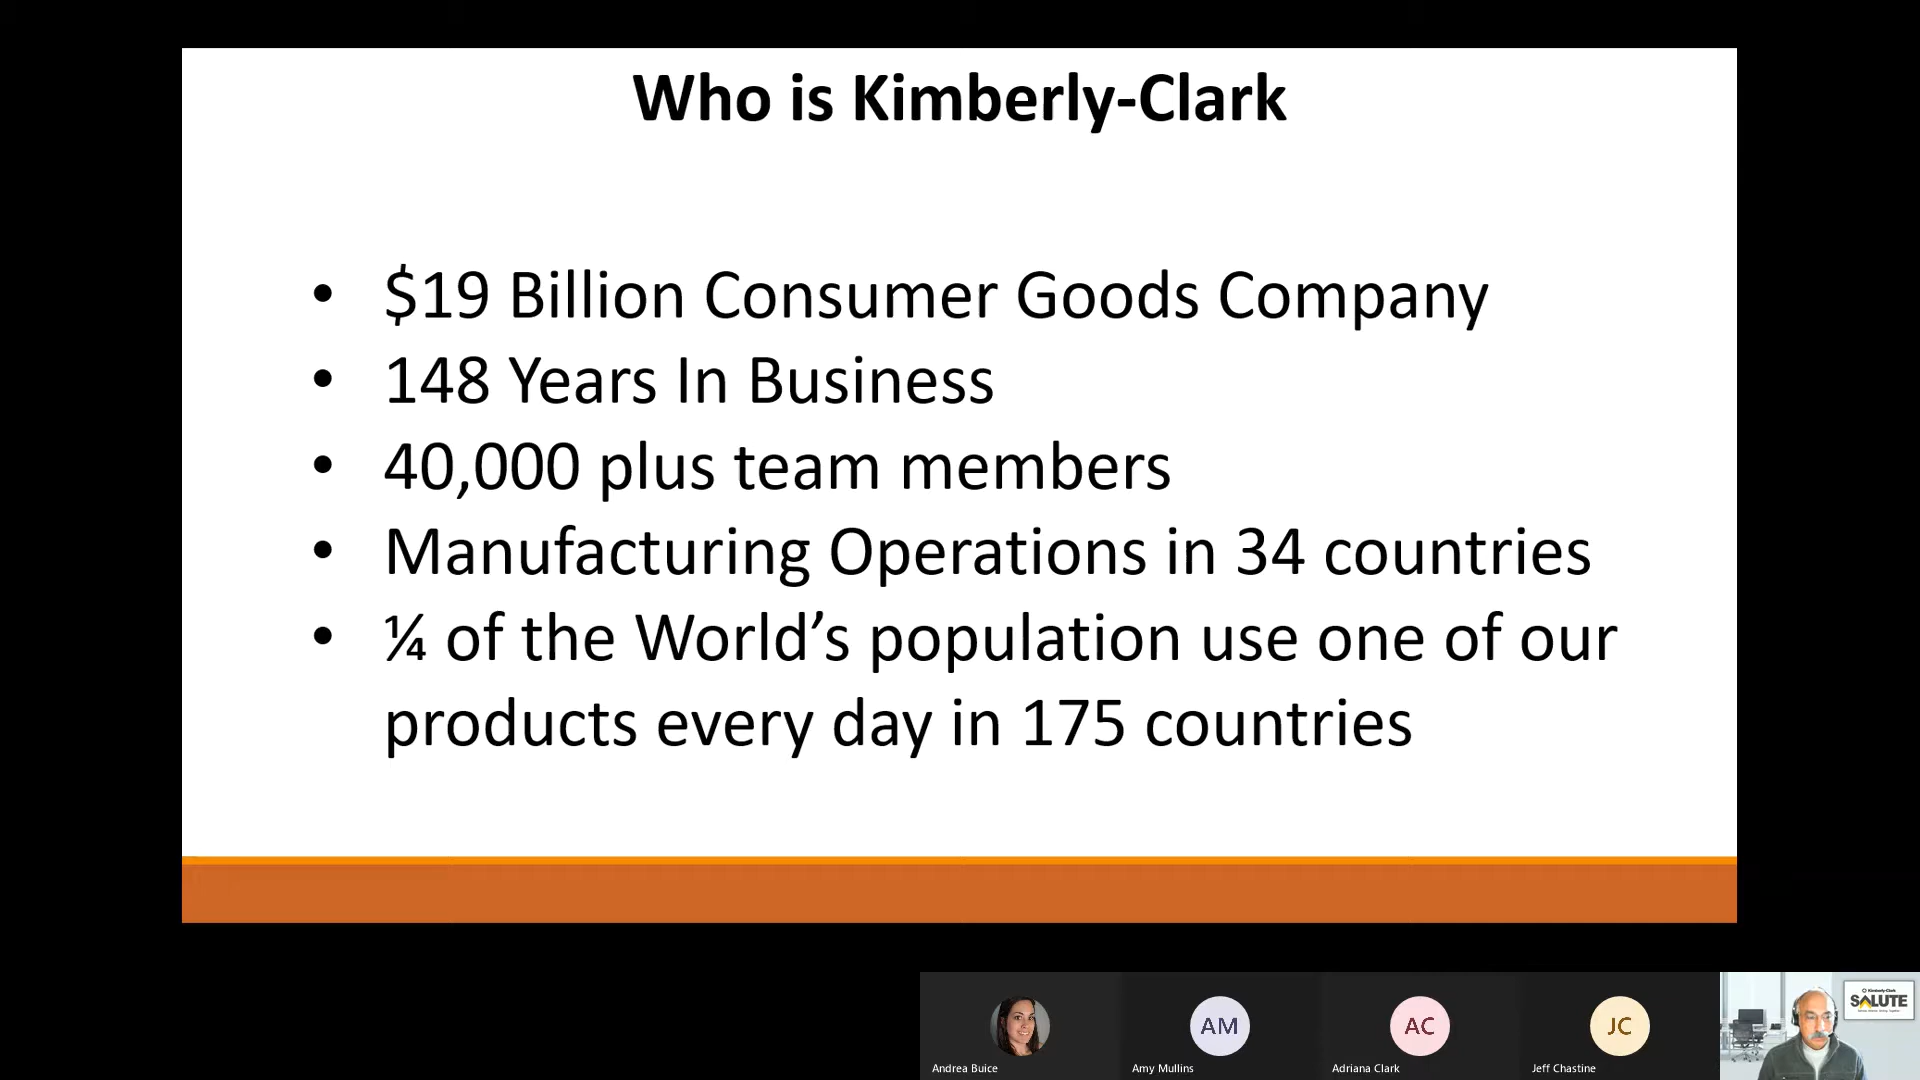 Who is Kimberly-Clark
• $19 Billion Consumer Goods Company
• 148 Years In Business
• 40,000 plus team members
• Manufacturing Operations in 34 countries
• ¼ of the World’s population use one of our
products every day in 175 countries
AM
AC
JC
Kimberly-Clark
SALUTE
Andrea Buice
Amy Mullins
Adriana Clark
Jeff Chastine